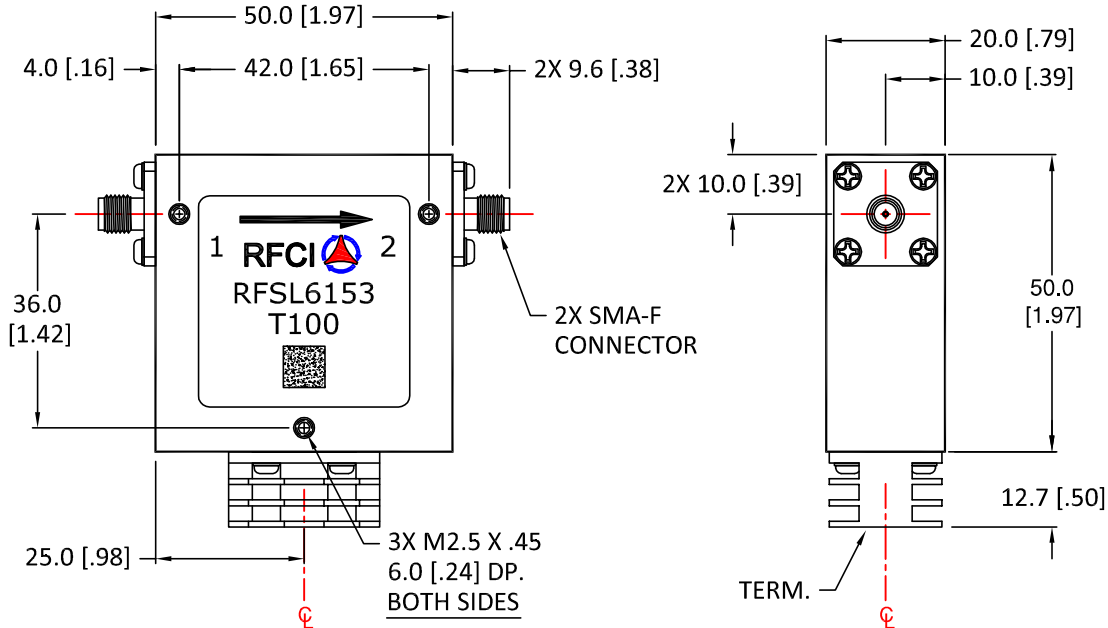 50.0 [1.97]
4.0 [.16]
42.0 [1.65]
2X 9.6 [.38]
1
RFCI
2
RFSL6153
T100
36.0
[1.42]
2X SMA-F
CONNECTOR
25.0 [.98]
3X M2.5 X .45
6.0 [.24] DP.
BOTH SIDES
℄
20.0 [.79]
10.0 [.39]
2X 10.0 [.39]
50.0
[1.97]
12.7 [.50]
TERM.
℄